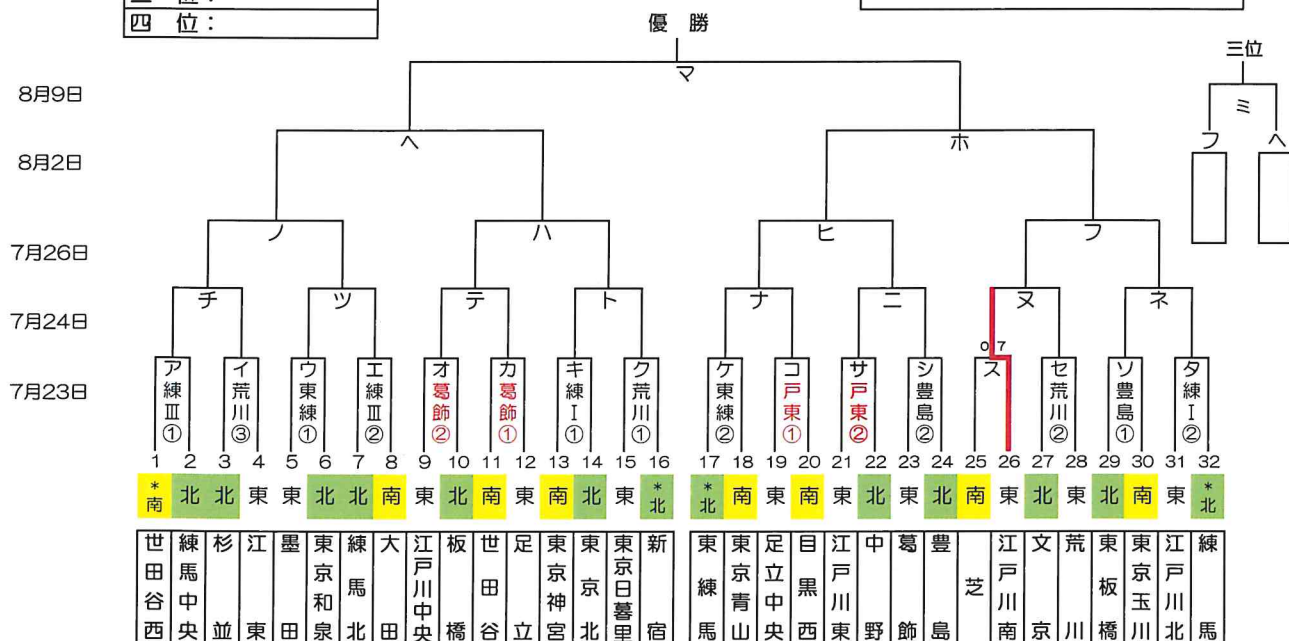 四　位：
優 勝
三位
マ
8月9日
ミ
フ
ヘ
ヘ
ホ
8月2日
ノ
ハ
ヒ
フ
7月26日
チ
ツ
テ
ト
ナ
ニ
ヌ
ネ
7月24日
0 7
7月23日
ア練Ⅲ①
イ荒川③
ウ東練①
エ練Ⅲ②
オ葛飾②
カ葛飾①
キ練Ⅰ①
ク荒川①
ケ東練②
コ戸東①
サ戸東②
シ豊島②
ス
セ荒川②
ソ豊島①
タ練Ⅰ②
1 2 3 4 5 6 7 8 9 10 11 12 13 14 15 16 17 18 19 20 21 22 23 24 25 26 27 28 29 30 31 32
*南 北 北 東 東 北 北 南 東 北 南 東 南 北 東 *北 *北 南 東 南 東 北 東 北 南 東 北 東 北 南 東 *北
世田谷西
練馬中央
杉並
江東
墨田
東京和泉
練馬北
大田
江戸川中央
板橋
世田谷
足立
東京神宮
東京北
東京日暮里
新宿
東練馬
東京青山
足立中央
目黒西
江戸川東
中野
葛飾
豊島
芝
江戸川南
文京
荒川
東板橋
東京玉川
江戸川北
練馬